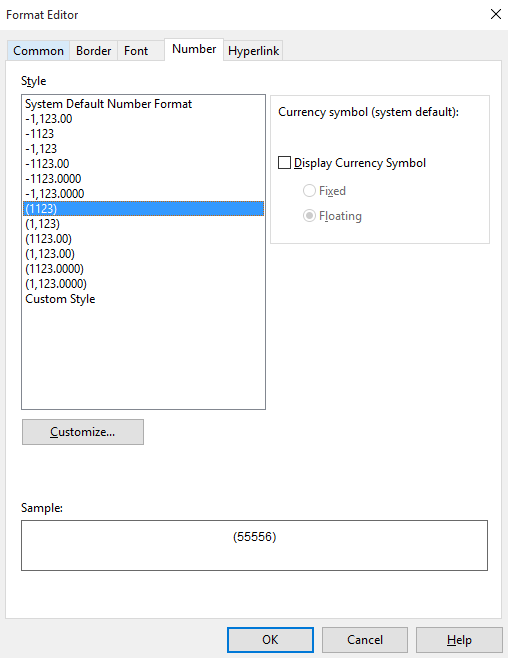 Format Editor
Common Border Font Number Hyperlink
Style
System Default Number Format
-1,123.00
-1123
-1,123
-1123.00
-1123.0000
-1,123.0000
(1123)
(1,123)
(1123.00)
(1,123.00)
(1123.0000)
(1,123.0000)
Custom Style
Currency symbol (system default):
Display Currency Symbol
Fixed
Floating
Customize...
Sample:
(55556)
OK Cancel Help